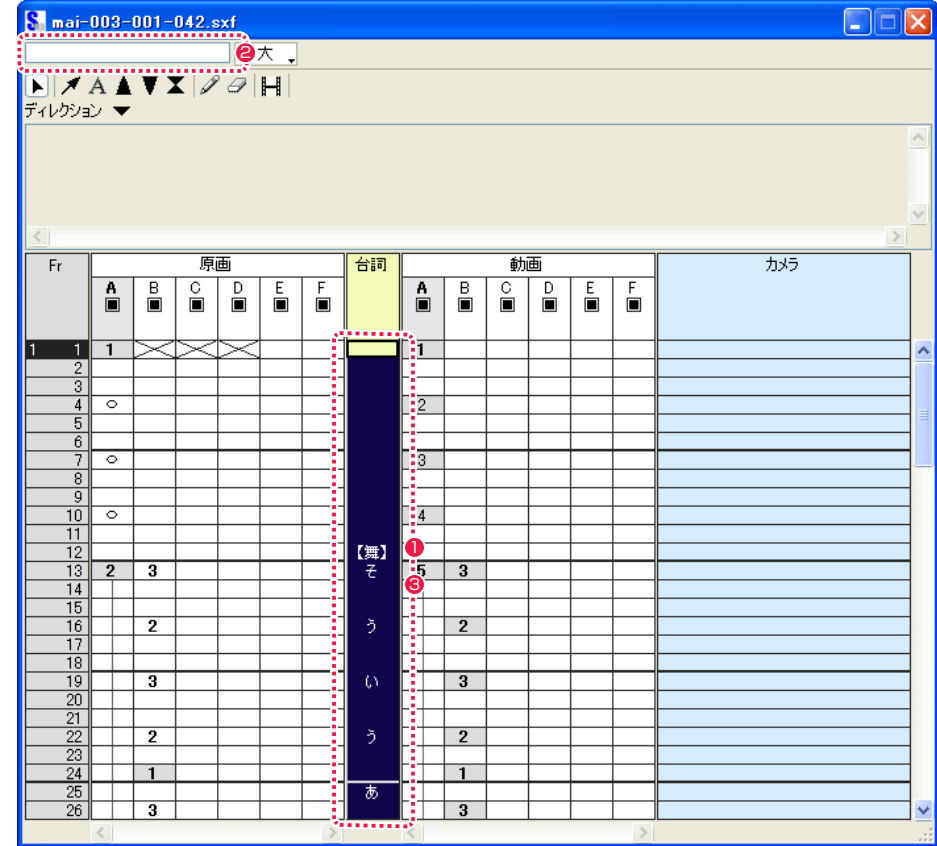 mai-003-001-042.sxf
❷ 大
A
ディレクション ▼
Fr 原画 台詞 動画 カメラ
A B C D E F A B C D E F
1 1 1 1
2
3
4 2
5
6
7 3
8
9
10 4
11
12 【舞】 ❶
13 2 3 そ 5 3
14 ❸
15
16 2 う 2
17
18
19 3 い 3
20
21
22 2 う 2
23
24 1 1
25 あ
26 3 3